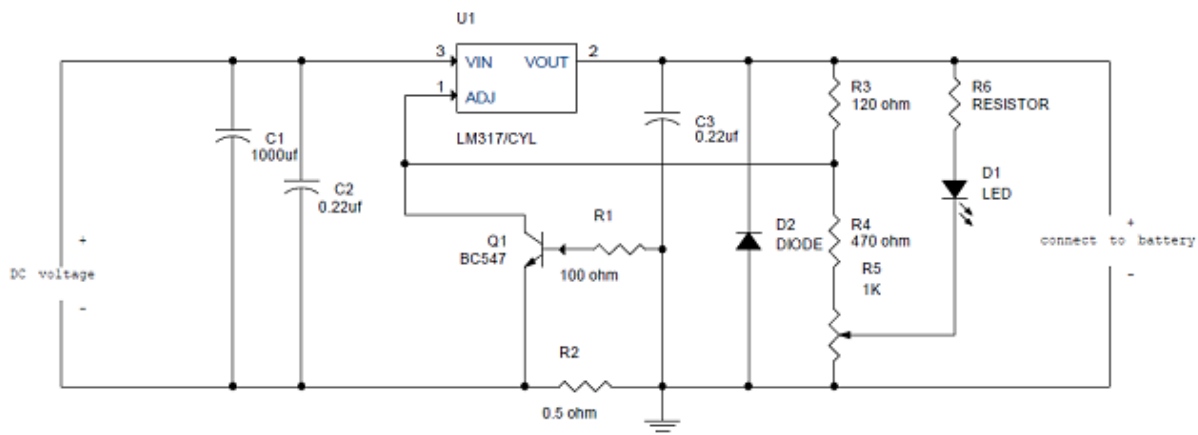 U1
3
VIN
VOUT
2
1
ADJ
LM317/CYL
C1
1000uf
C2
0.22uf
C3
0.22uf
R3
120 ohm
R6
RESISTOR
D1
LED
Q1
BC547
R1
100 ohm
D2
DIODE
R4
470 ohm
R5
1K
+
DC voltage
-
+
connect to battery
-
R2
0.5 ohm